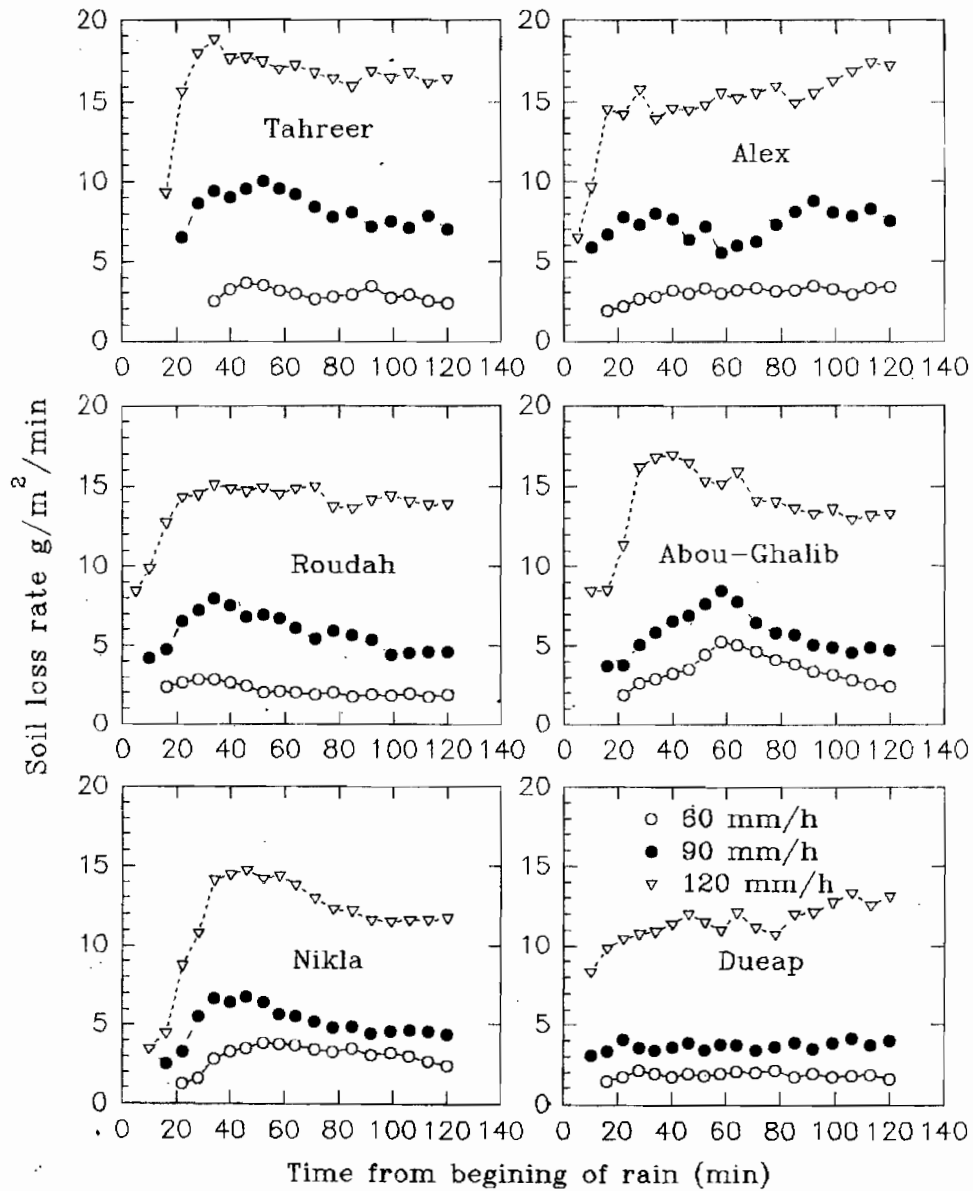 Soil loss rate g/m²/min
20
15
10
5
0
Tahreer
0 20 40 60 80 100 120 140
20
15
10
5
0
Alex
0 20 40 60 80 100 120 140
20
15
10
5
0
Roudah
0 20 40 60 80 100 120 140
20
15
10
5
0
Abou-Ghalib
0 20 40 60 80 100 120 140
20
15
10
5
0
Nikla
0 20 40 60 80 100 120 140
20
15
10
5
0
60 mm/h
90 mm/h
120 mm/h
Dueap
0 20 40 60 80 100 120 140
Time from begining of rain (min)